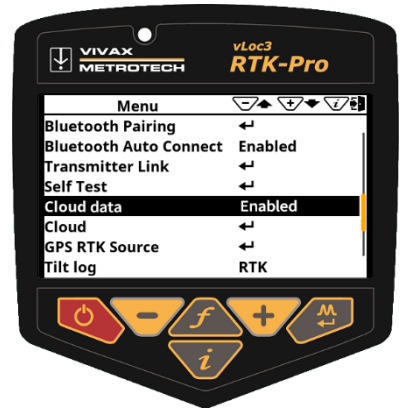 VIVAX
METROTECH
vLoc3
RTK-Pro
Menu - + i
Bluetooth Pairing
Bluetooth Auto Connect Enabled
Transmitter Link
Self Test
Cloud data Enabled
Cloud
GPS RTK Source
Tilt log RTK
- f +
i